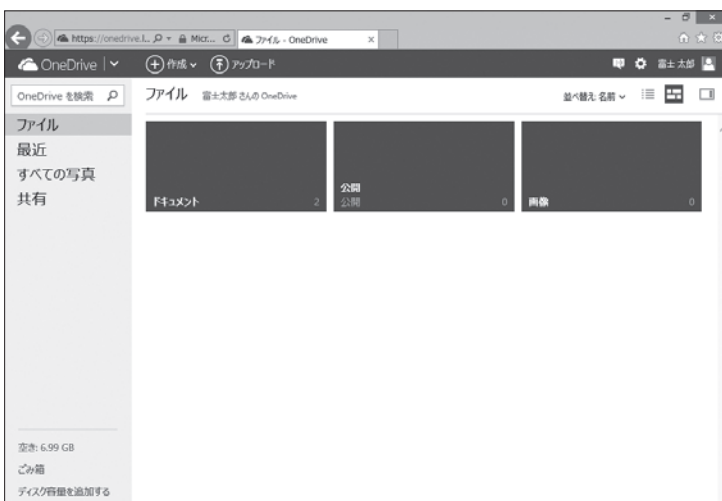 https://onedrive.l... Micr... ファイル - OneDrive
OneDrive 作成 アップロード 富士太郎
OneDrive を検索
ファイル 富士太郎 さんの OneDrive 並べ替え: 名前
ファイル
最近
すべての写真
共有
ドキュメント 2
公開
公開 0
画像 0
空き: 6.99 GB
ごみ箱
ディスク容量を追加する